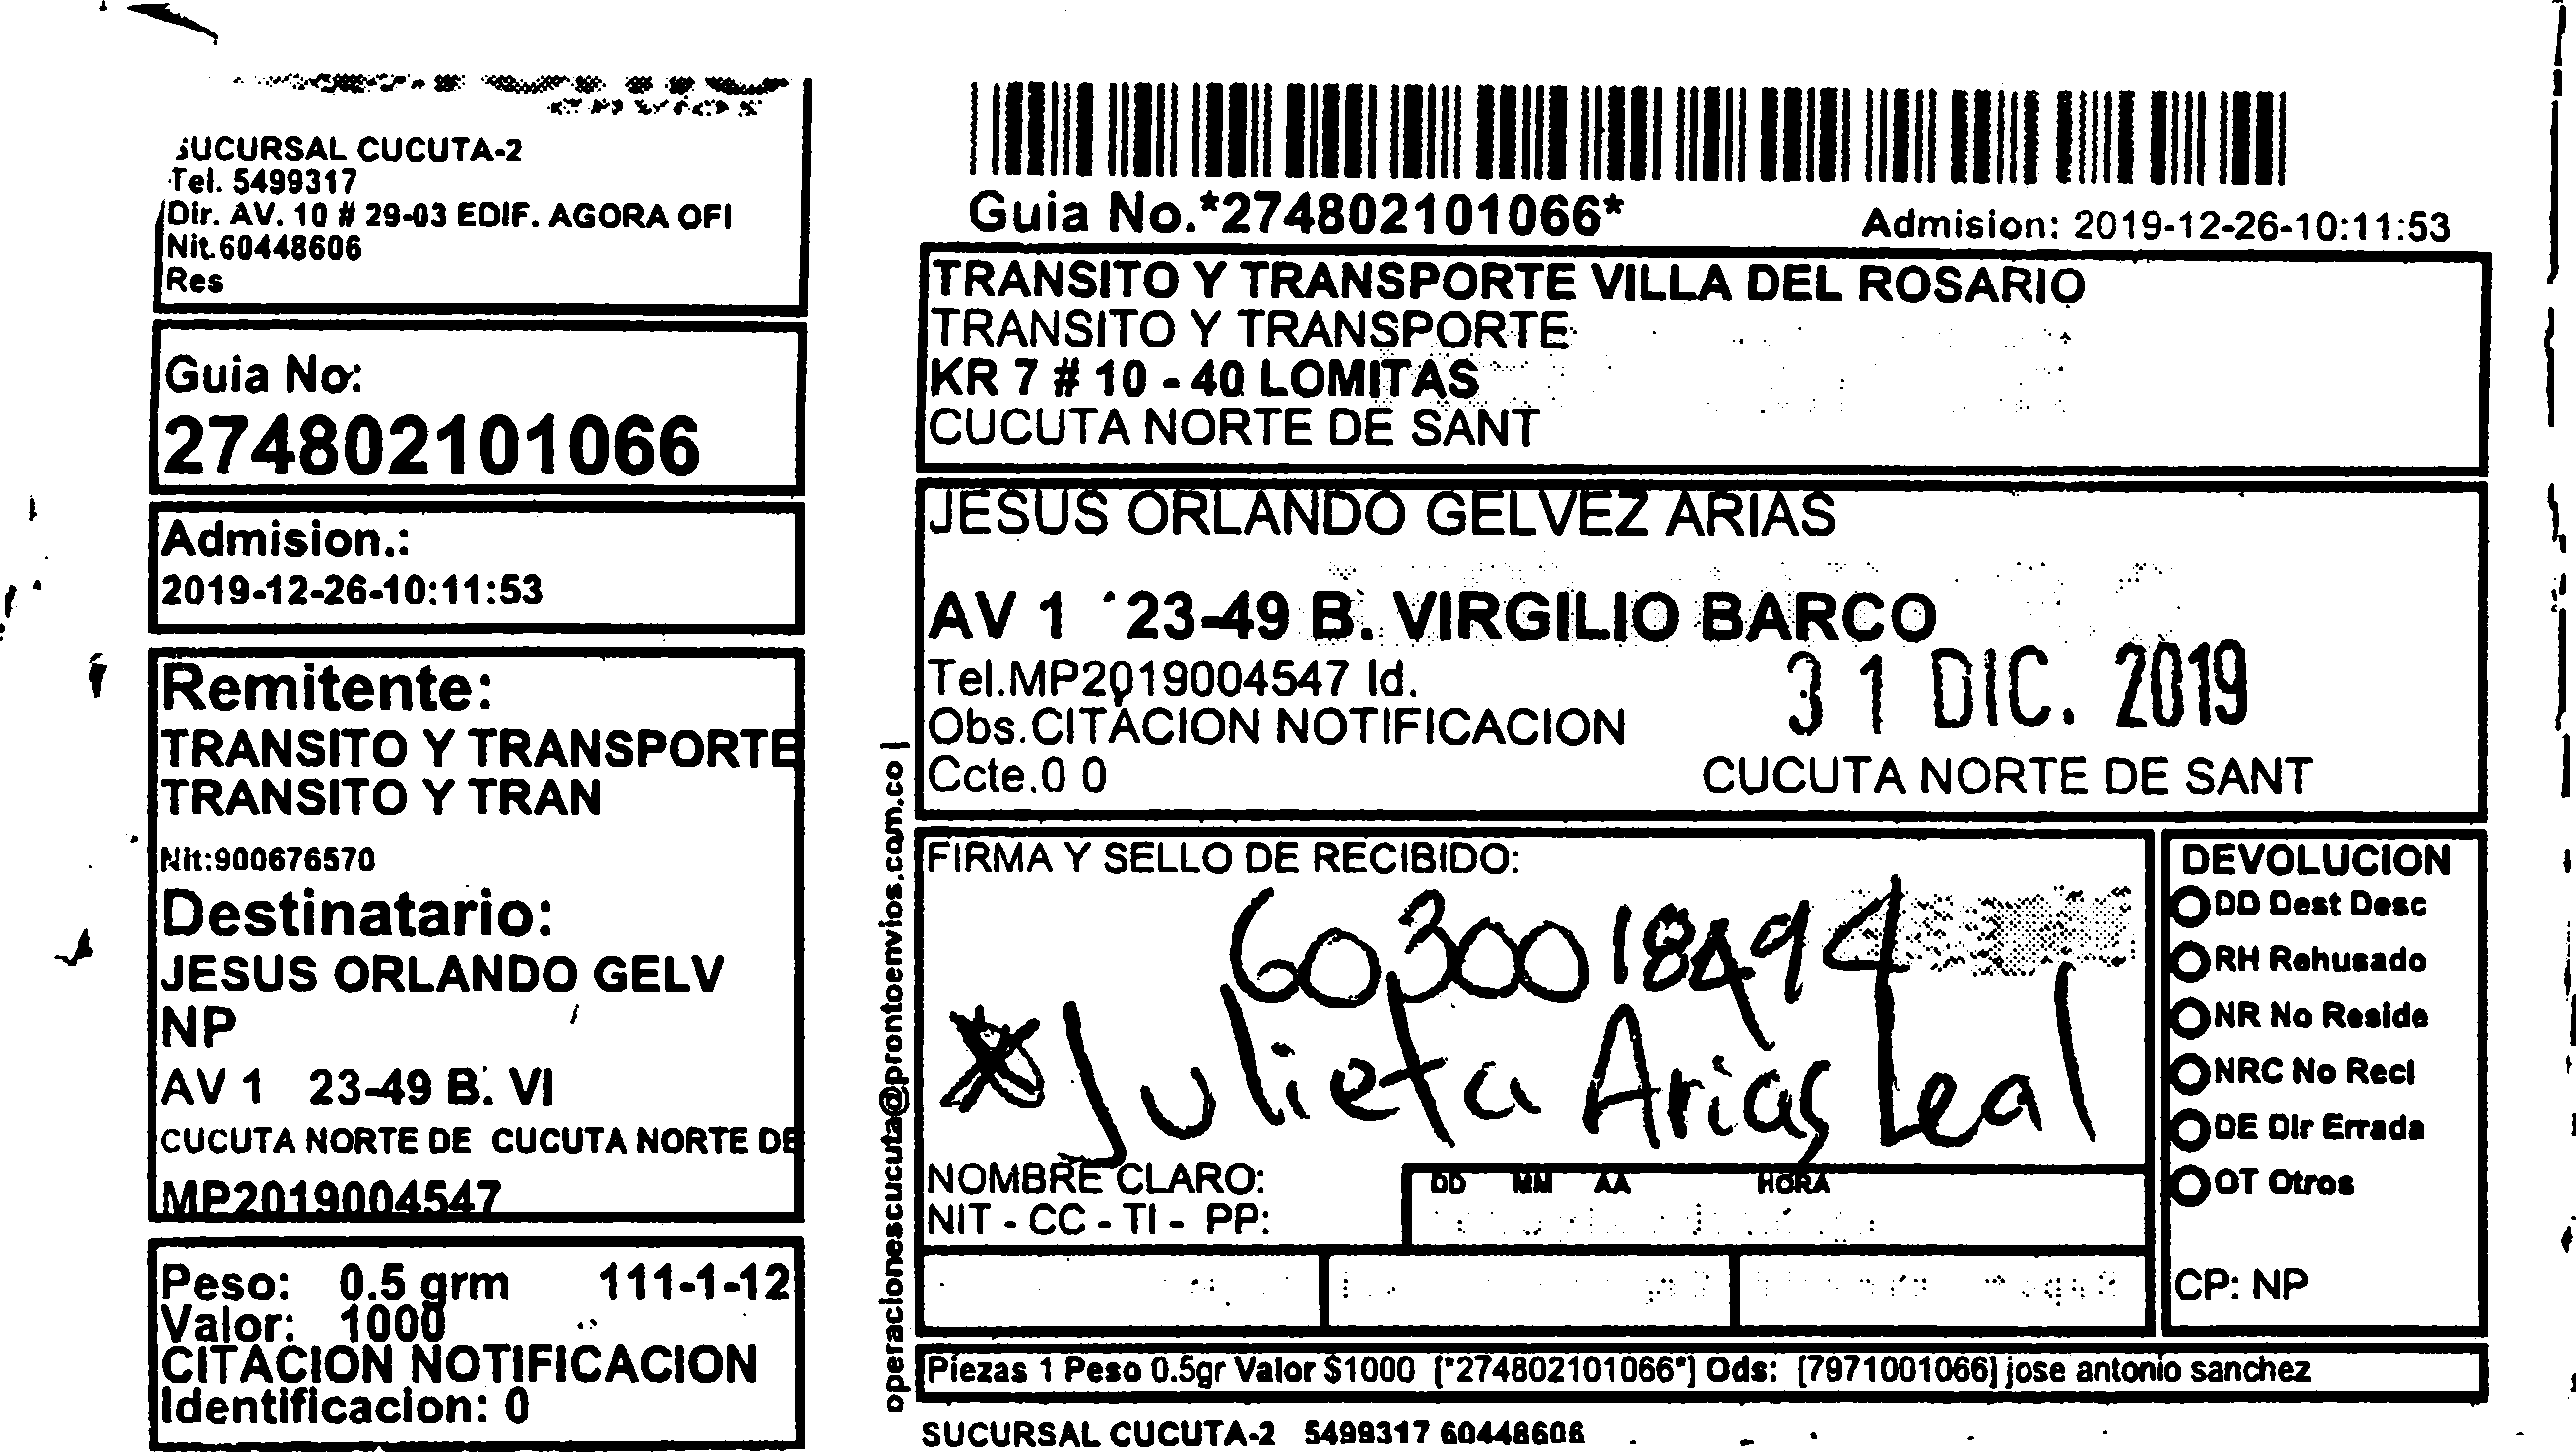 SUCURSAL CUCUTA-2
Tel. 5499317
Dir. AV. 10 # 29-03 EDIF. AGORA OFI
Nit.60448606
Res
Guia No:
274802101066
Admision.:
2019-12-26-10:11:53
Remitente:
TRANSITO Y TRANSPORTE
TRANSITO Y TRAN
Nit:900676570
Destinatario:
JESUS ORLANDO GELV
NP
AV 1 23-49 B. VI
CUCUTA NORTE DE CUCUTA NORTE DE
MP2019004547
Peso: 0.5 grm 111-1-12
Valor: 1000
CITACION NOTIFICACION
Identificacion: 0
operacionescucuta@prontoenvios.com.co |
Guia No.*274802101066* Admision: 2019-12-26-10:11:53
TRANSITO Y TRANSPORTE VILLA DEL ROSARIO
TRANSITO Y TRANSPORTE
KR 7 # 10 - 40 LOMITAS
CUCUTA NORTE DE SANT
JESUS ORLANDO GELVEZ ARIAS
AV 1 23-49 B. VIRGILIO BARCO
Tel.MP2019004547 Id.
31 DIC. 2019
Obs.CITACION NOTIFICACION
Ccte.0 0 CUCUTA NORTE DE SANT
FIRMA Y SELLO DE RECIBIDO:
Julieta Arias Leal
NOMBRE CLARO:
DD MM AA HORA
NIT - CC - TI - PP:
DEVOLUCION
DD Dest Desc
RH Rehusado
NR No Reside
NRC No Recl
DE Dir Errada
OT Otros
CP: NP
Piezas 1 Peso 0.5gr Valor $1000 [*274802101066*] Ods: [7971001066] jose antonio sanchez
SUCURSAL CUCUTA-2 5499317 60448606